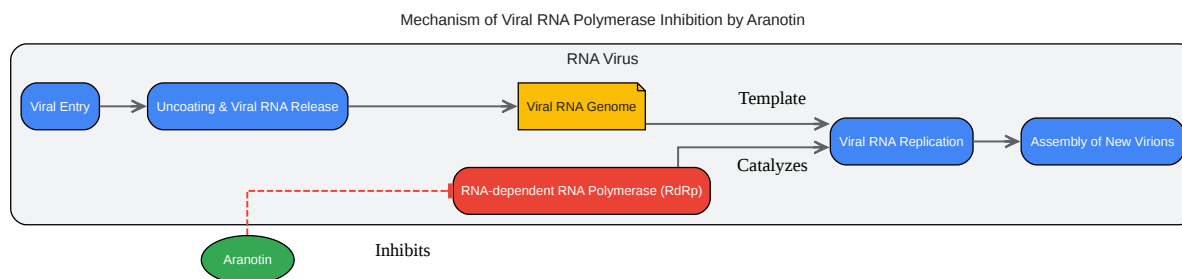 Mechanism of Viral RNA Polymerase Inhibition by Aranotin
RNA Virus
Viral Entry
Uncoating & Viral RNA Release
Viral RNA Genome
Template
Viral RNA Replication
Assembly of New Virions
Catalyzes
RNA-dependent RNA Polymerase (RdRp)
Inhibits
Aranotin